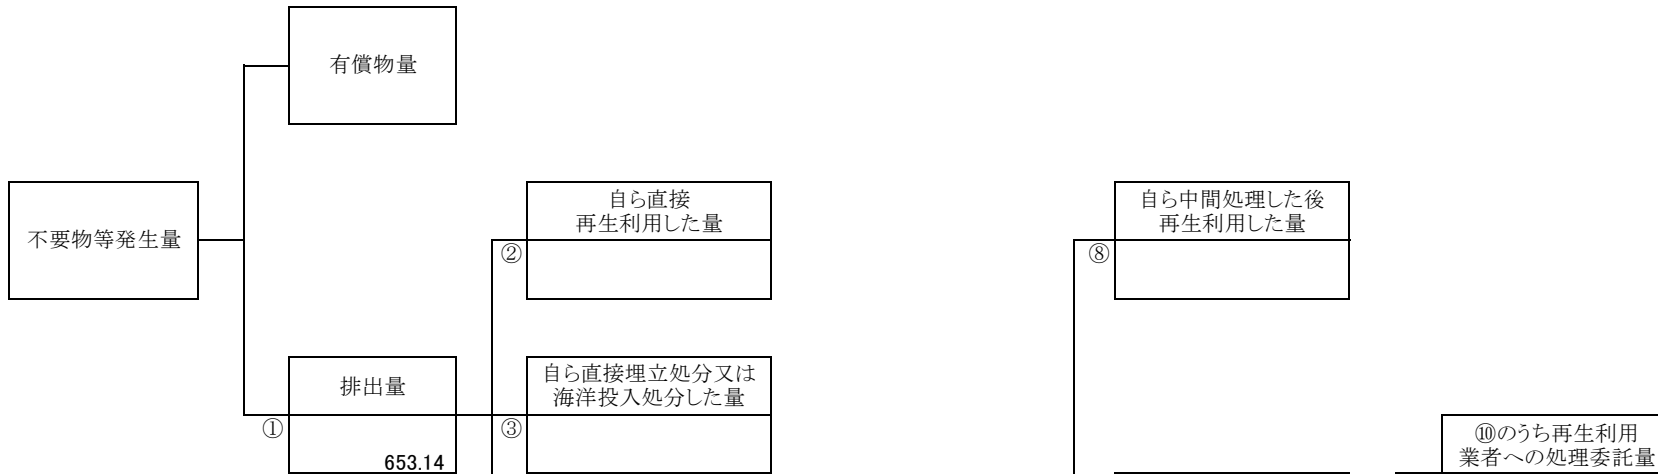 有償物量
不要物等発生量
自ら直接
再生利用した量
②
自ら中間処理した後
再生利用した量
⑧
排出量
①
653.14
自ら直接埋立処分又は
海洋投入処分した量
③
⑩のうち再生利用
業者への処理委託量